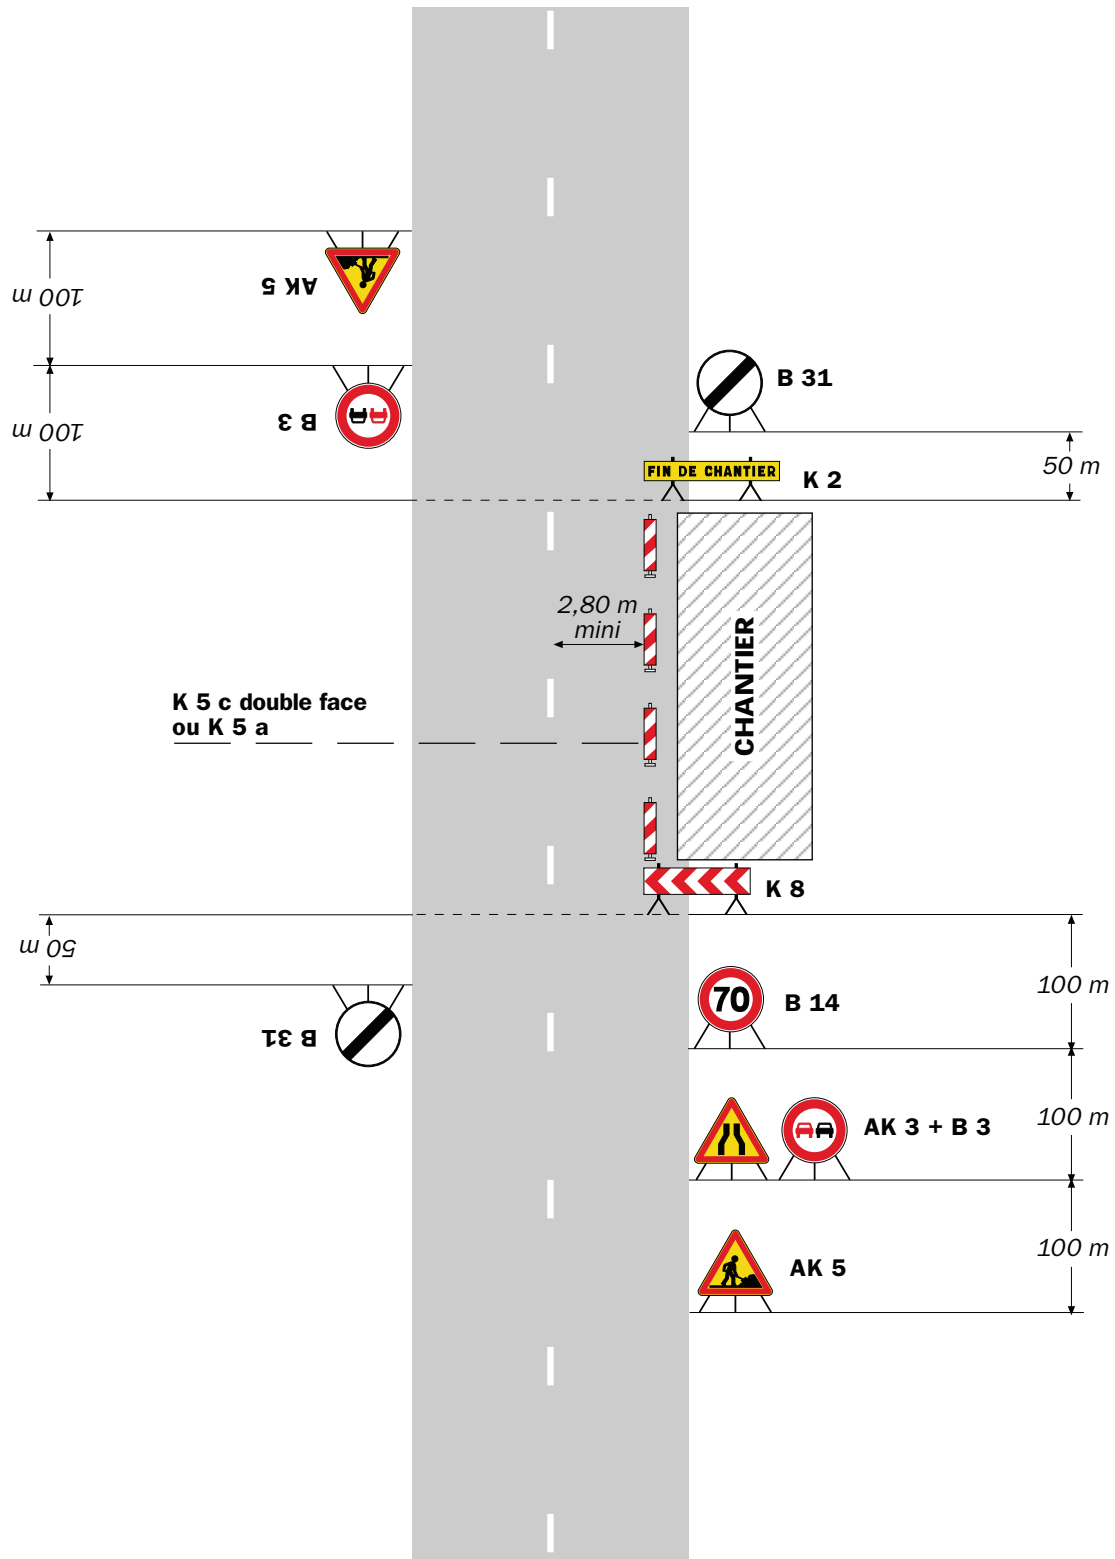 AK 5
100 m
B 3
100 m
B 31
50 m
FIN DE CHANTIER
K 2
2,80 m
mini
CHANTIER
K 5 c double face
ou K 5 a
K 8
50 m
B 31
70
B 14
100 m
AK 3 + B 3
100 m
AK 5
100 m